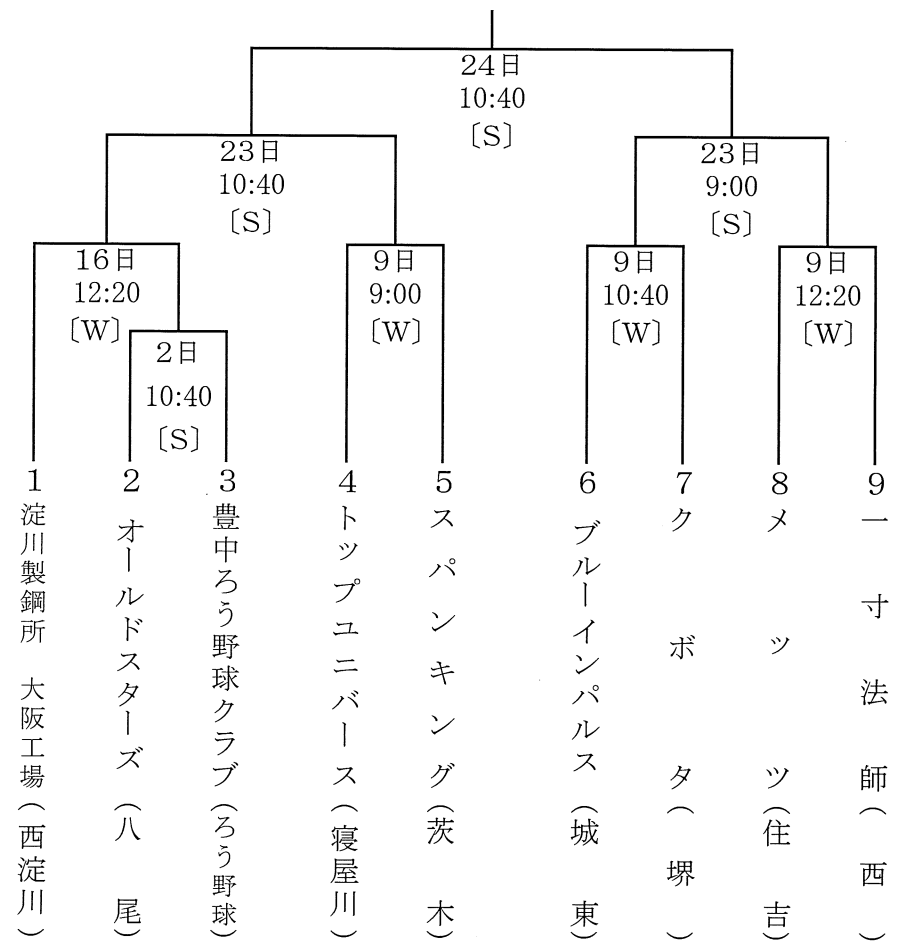 24日
10:40
〔S〕
23日
10:40
〔S〕
23日
9:00
〔S〕
16日
12:20
〔W〕
9日
9:00
〔W〕
9日
10:40
〔W〕
9日
12:20
〔W〕
2日
10:40
〔S〕
1 淀川製鋼所 大阪工場(西淀川)
2 オールドスターズ(八尾)
3 豊中ろう野球クラブ(ろう野球)
4 トップユニバース(寝屋川)
5 スパンキング(茨木)
6 ブルーインパルス(城東)
7 クボタ(堺)
8 メッツ(住吉)
9 一寸法師(西)